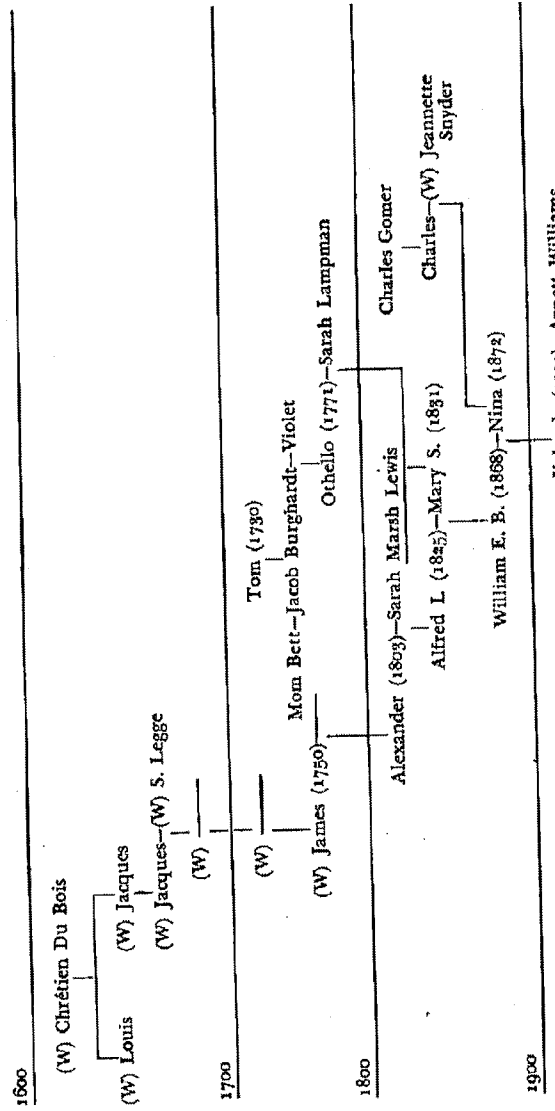 1600
(W) Chrétien Du Bois
(W) Louis
(W) Jacques
(W) Jacques—(W) S. Legge
(W)
1700
(W)
Tom (1730)
Mom Bett—Jacob Burghardt—Violet
(W) James (1750)
Othello (1771)—Sarah Lampman
1800
Alexander (1803)—Sarah Marsh Lewis
Charles Gomer
Alfred I. (1825)—Mary S. (1831)
Charles—(W) Jeannette
Snyder
William E. B. (1868)—Nina (1872)
1900
Williams